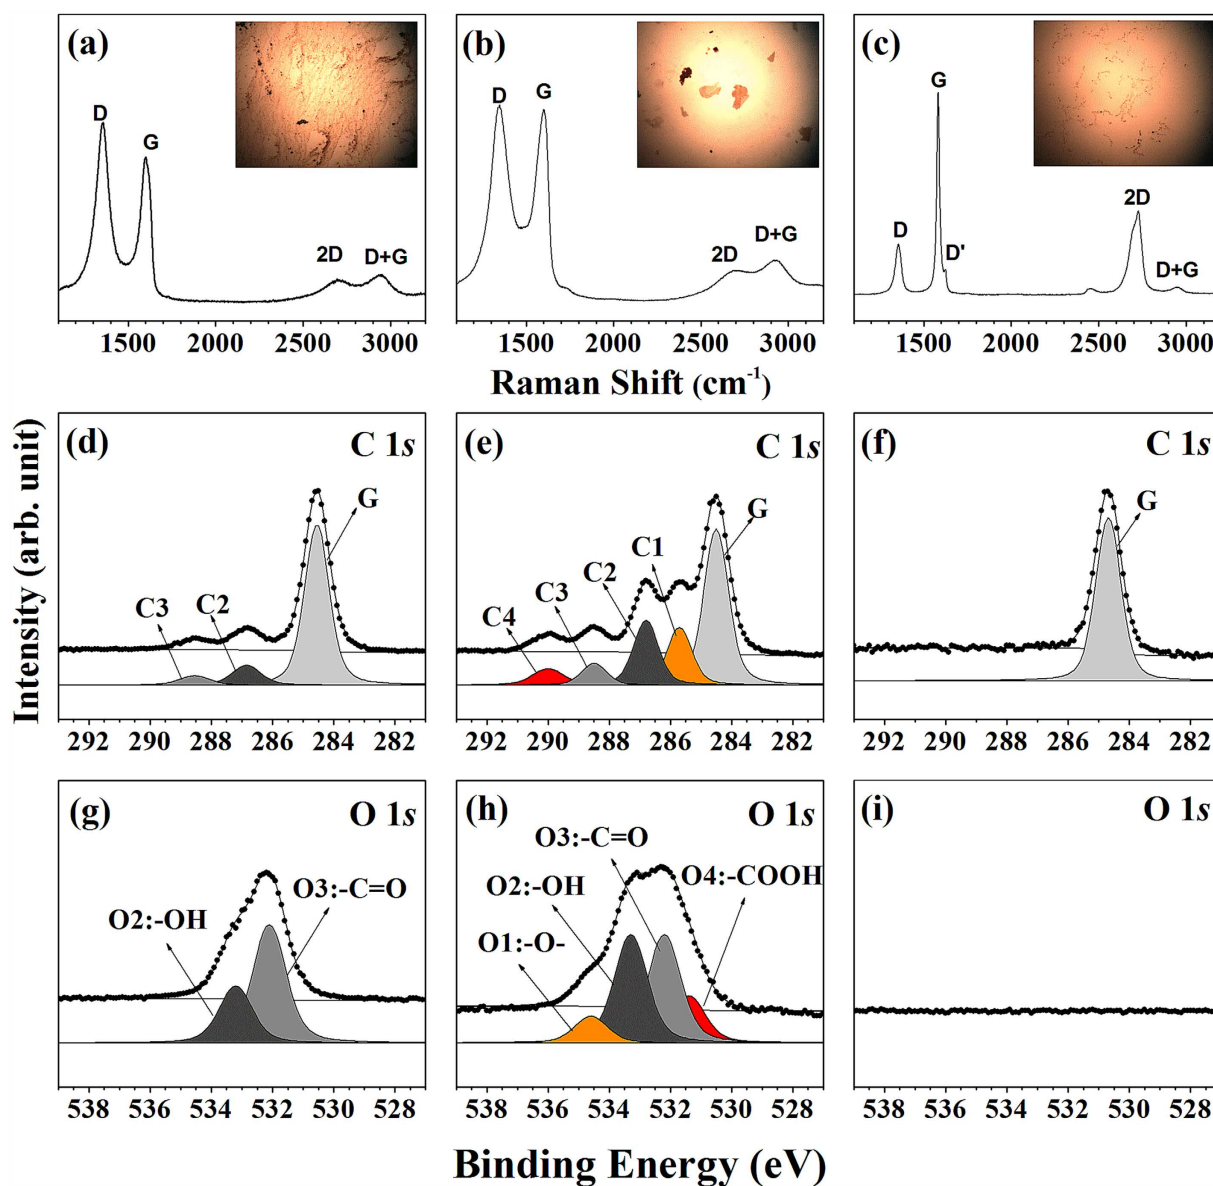 (a)
D
G
2D
D+G
1500 2000 2500 3000
(b)
D
G
2D
D+G
1500 2000 2500 3000
(c)
G
D
D'
2D
D+G
1500 2000 2500 3000
Raman Shift (cm-1)
Intensity (arb. unit)
(d)
C 1s
G
C3
C2
292 290 288 286 284 282
(e)
C 1s
G
C1
C2
C3
C4
292 290 288 286 284 282
(f)
C 1s
G
292 290 288 286 284 282
(g)
O 1s
O3:-C=O
O2:-OH
538 536 534 532 530 528
(h)
O 1s
O3:-C=O
O2:-OH
O4:-COOH
O1:-O-
538 536 534 532 530 528
(i)
O 1s
538 536 534 532 530 528
Binding Energy (eV)